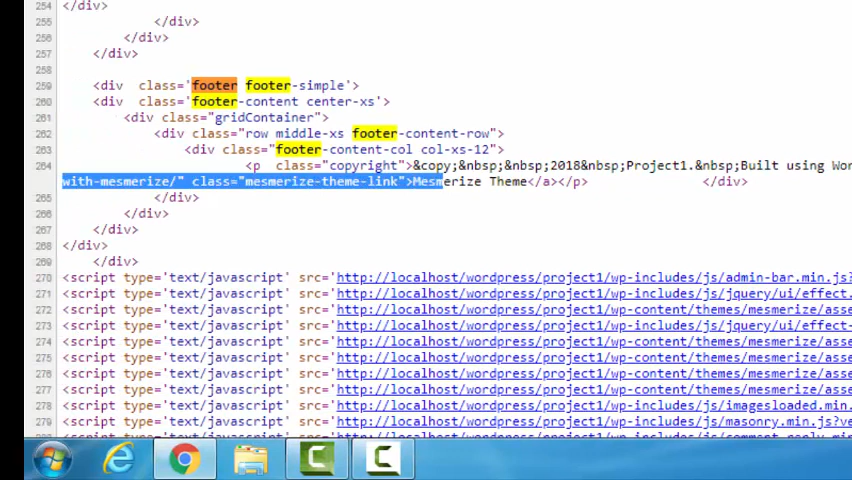 254 </div>
255 </div>
256 </div>
257 </div>
258
259 <div class='footer footer-simple'>
260 <div class='footer-content center-xs'>
261 <div class="gridContainer">
262 <div class="row middle-xs footer-content-row">
263 <div class="footer-content-col col-xs-12">
264 <p class="copyright">&copy;&nbsp;&nbsp;2018&nbsp;Project1.&nbsp;Built using Wor
with-mesmerize/" class="mesmerize-theme-link">Mesmerize Theme</a></p> </div>
265 </div>
266 </div>
267 </div>
268 </div>
269 </div>
270 <script type='text/javascript' src='http://localhost/wordpress/project1/wp-includes/js/admin-bar.min.js?
271 <script type='text/javascript' src='http://localhost/wordpress/project1/wp-includes/js/jquery/ui/effect.
272 <script type='text/javascript' src='http://localhost/wordpress/project1/wp-content/themes/mesmerize/asse
273 <script type='text/javascript' src='http://localhost/wordpress/project1/wp-includes/js/jquery/ui/effect-
274 <script type='text/javascript' src='http://localhost/wordpress/project1/wp-content/themes/mesmerize/asse
275 <script type='text/javascript' src='http://localhost/wordpress/project1/wp-content/themes/mesmerize/asse
276 <script type='text/javascript' src='http://localhost/wordpress/project1/wp-content/themes/mesmerize/asse
277 <script type='text/javascript' src='http://localhost/wordpress/project1/wp-content/themes/mesmerize/asse
278 <script type='text/javascript' src='http://localhost/wordpress/project1/wp-includes/js/imagesloaded.min.
279 <script type='text/javascript' src='http://localhost/wordpress/project1/wp-includes/js/masonry.min.js?ve